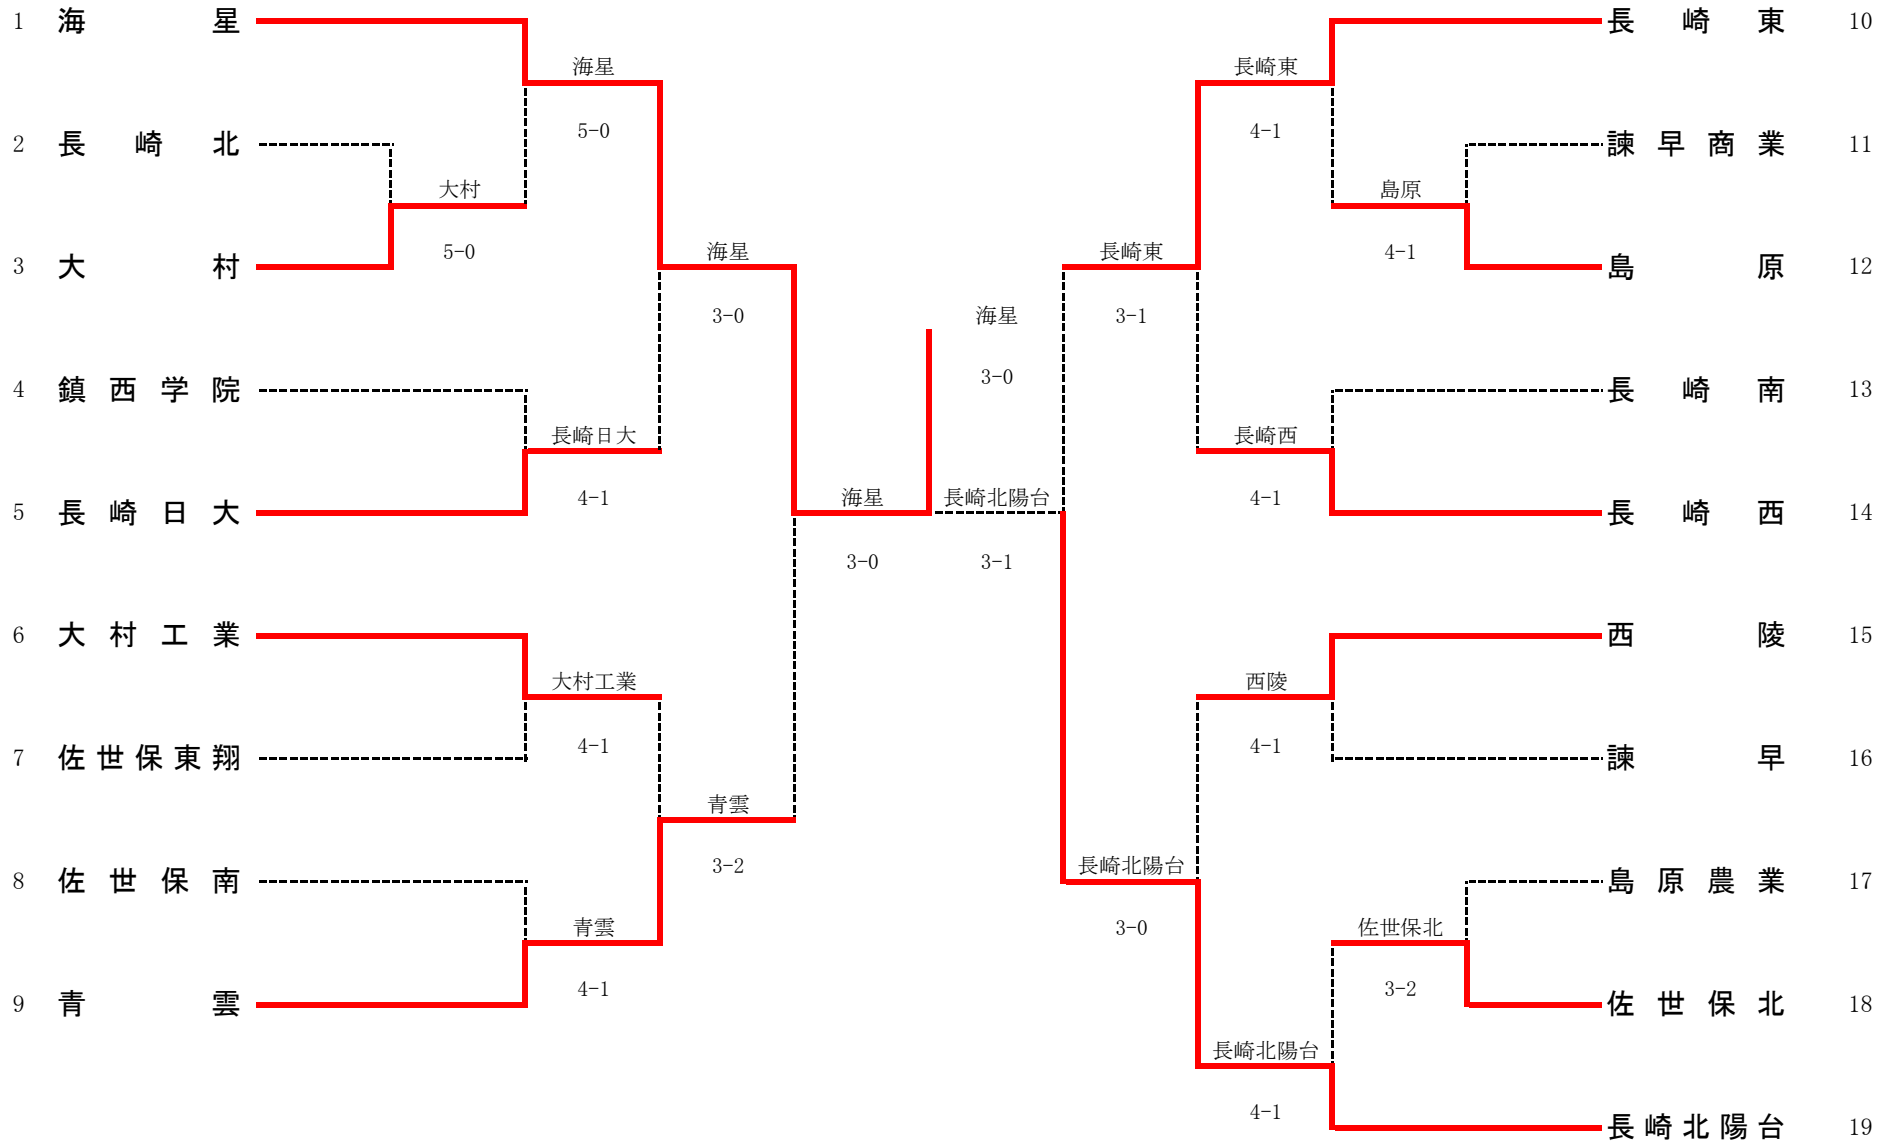 1 海星
海星
5-0
2 長崎北
大村
5-0
3 大村
海星
3-0
4 鎮西学院
長崎日大
4-1
5 長崎日大
海星
3-0
6 大村工業
大村工業
4-1
7 佐世保東翔
青雲
3-2
8 佐世保南
青雲
4-1
9 青雲
海星
3-0
長崎北陽台
3-1
長崎東 10
長崎東
4-1
諫早商業 11
島原
4-1
島原 12
長崎東
3-1
長崎南 13
長崎西
4-1
長崎西 14
西陵 15
西陵
4-1
諫早 16
長崎北陽台
3-0
島原農業 17
佐世保北
3-2
佐世保北 18
長崎北陽台
4-1
長崎北陽台 19